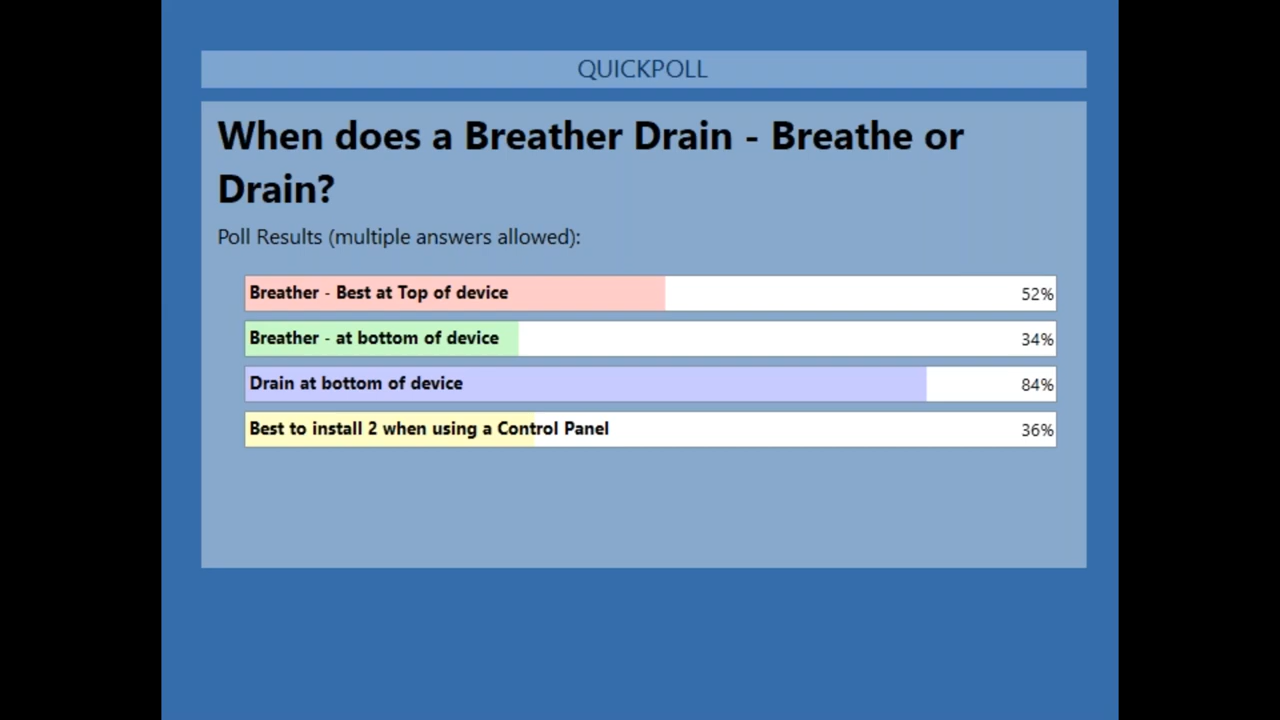 QUICKPOLL
When does a Breather Drain - Breathe or
Drain?
Poll Results (multiple answers allowed):
Breather - Best at Top of device 52%
Breather - at bottom of device 34%
Drain at bottom of device 84%
Best to install 2 when using a Control Panel 36%